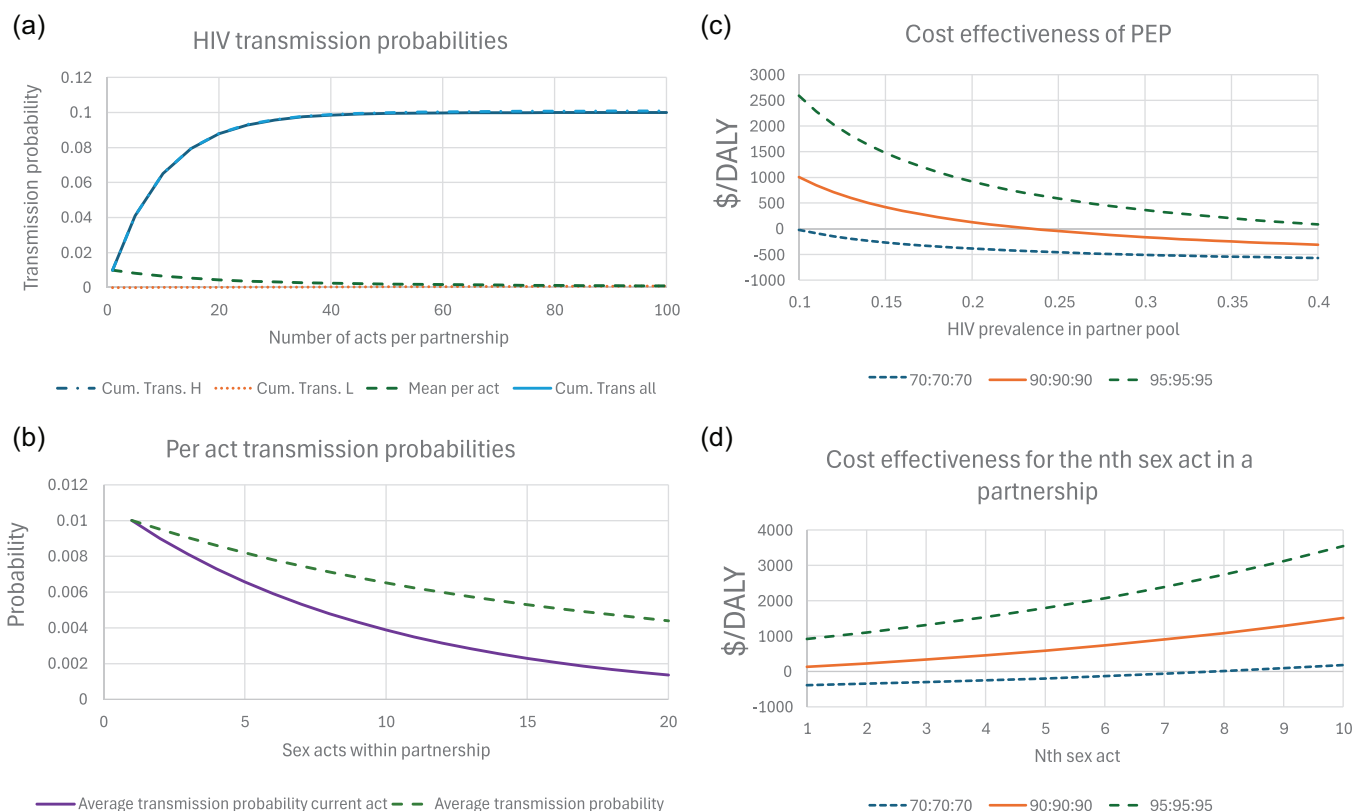 (a)
HIV transmission probabilities
Transmission probability
0.12
0.1
0.08
0.06
0.04
0.02
0
0 20 40 60 80 100
Number of acts per partnership
Cum. Trans. H Cum. Trans. L Mean per act Cum. Trans all
(b)
Per act transmission probabilities
Probability
0.012
0.01
0.008
0.006
0.004
0.002
0
0 5 10 15 20
Sex acts within partnership
Average transmission probability current act Average transmission probability
(c)
Cost effectiveness of PEP
$/DALY
3000
2500
2000
1500
1000
500
0
-500
-1000
0.1 0.15 0.2 0.25 0.3 0.35 0.4
HIV prevalence in partner pool
70:70:70 90:90:90 95:95:95
(d)
Cost effectiveness for the nth sex act in a
partnership
$/DALY
4000
3000
2000
1000
0
-1000
1 2 3 4 5 6 7 8 9 10
Nth sex act
70:70:70 90:90:90 95:95:95